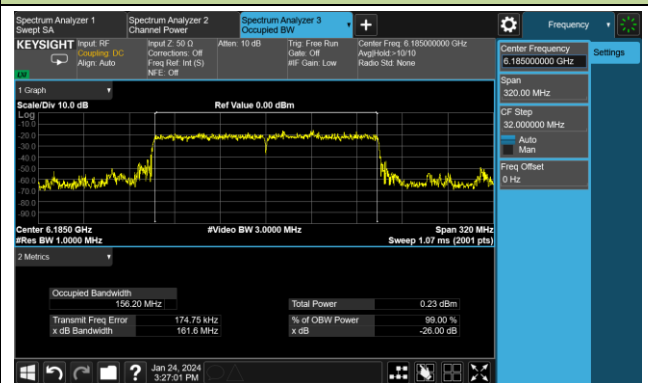 Spectrum Analyzer 1
Swept SA
Spectrum Analyzer 2
Channel Power
Spectrum Analyzer 3
Occupied BW
+
Frequency
KEYSIGHT
Input: RF
Coupling: DC
Align: Auto
Input Z: 50 Ω
Corrections: Off
Freq Ref: Int (S)
NFE: Off
Atten: 10 dB
Trig: Free Run
Gate: Off
#IF Gain: Low
Center Freq: 6.185000000 GHz
Avg|Hold:>10/10
Radio Std: None
Center Frequency
6.185000000 GHz
Settings
Span
320.00 MHz
CF Step
32.000000 MHz
Auto
Man
Freq Offset
0 Hz
1 Graph
Scale/Div 10.0 dB
Ref Value 0.00 dBm
Log
-10.0
-20.0
-30.0
-40.0
-50.0
-60.0
-70.0
-80.0
-90.0
Center 6.1850 GHz
#Video BW 3.0000 MHz
Span 320 MHz
#Res BW 1.0000 MHz
Sweep 1.07 ms (2001 pts)
2 Metrics
Occupied Bandwidth
156.20 MHz
Total Power 0.23 dBm
Transmit Freq Error 174.75 kHz
% of OBW Power 99.00 %
x dB Bandwidth 161.6 MHz
x dB -26.00 dB
?
Jan 24, 2024
3:27:01 PM